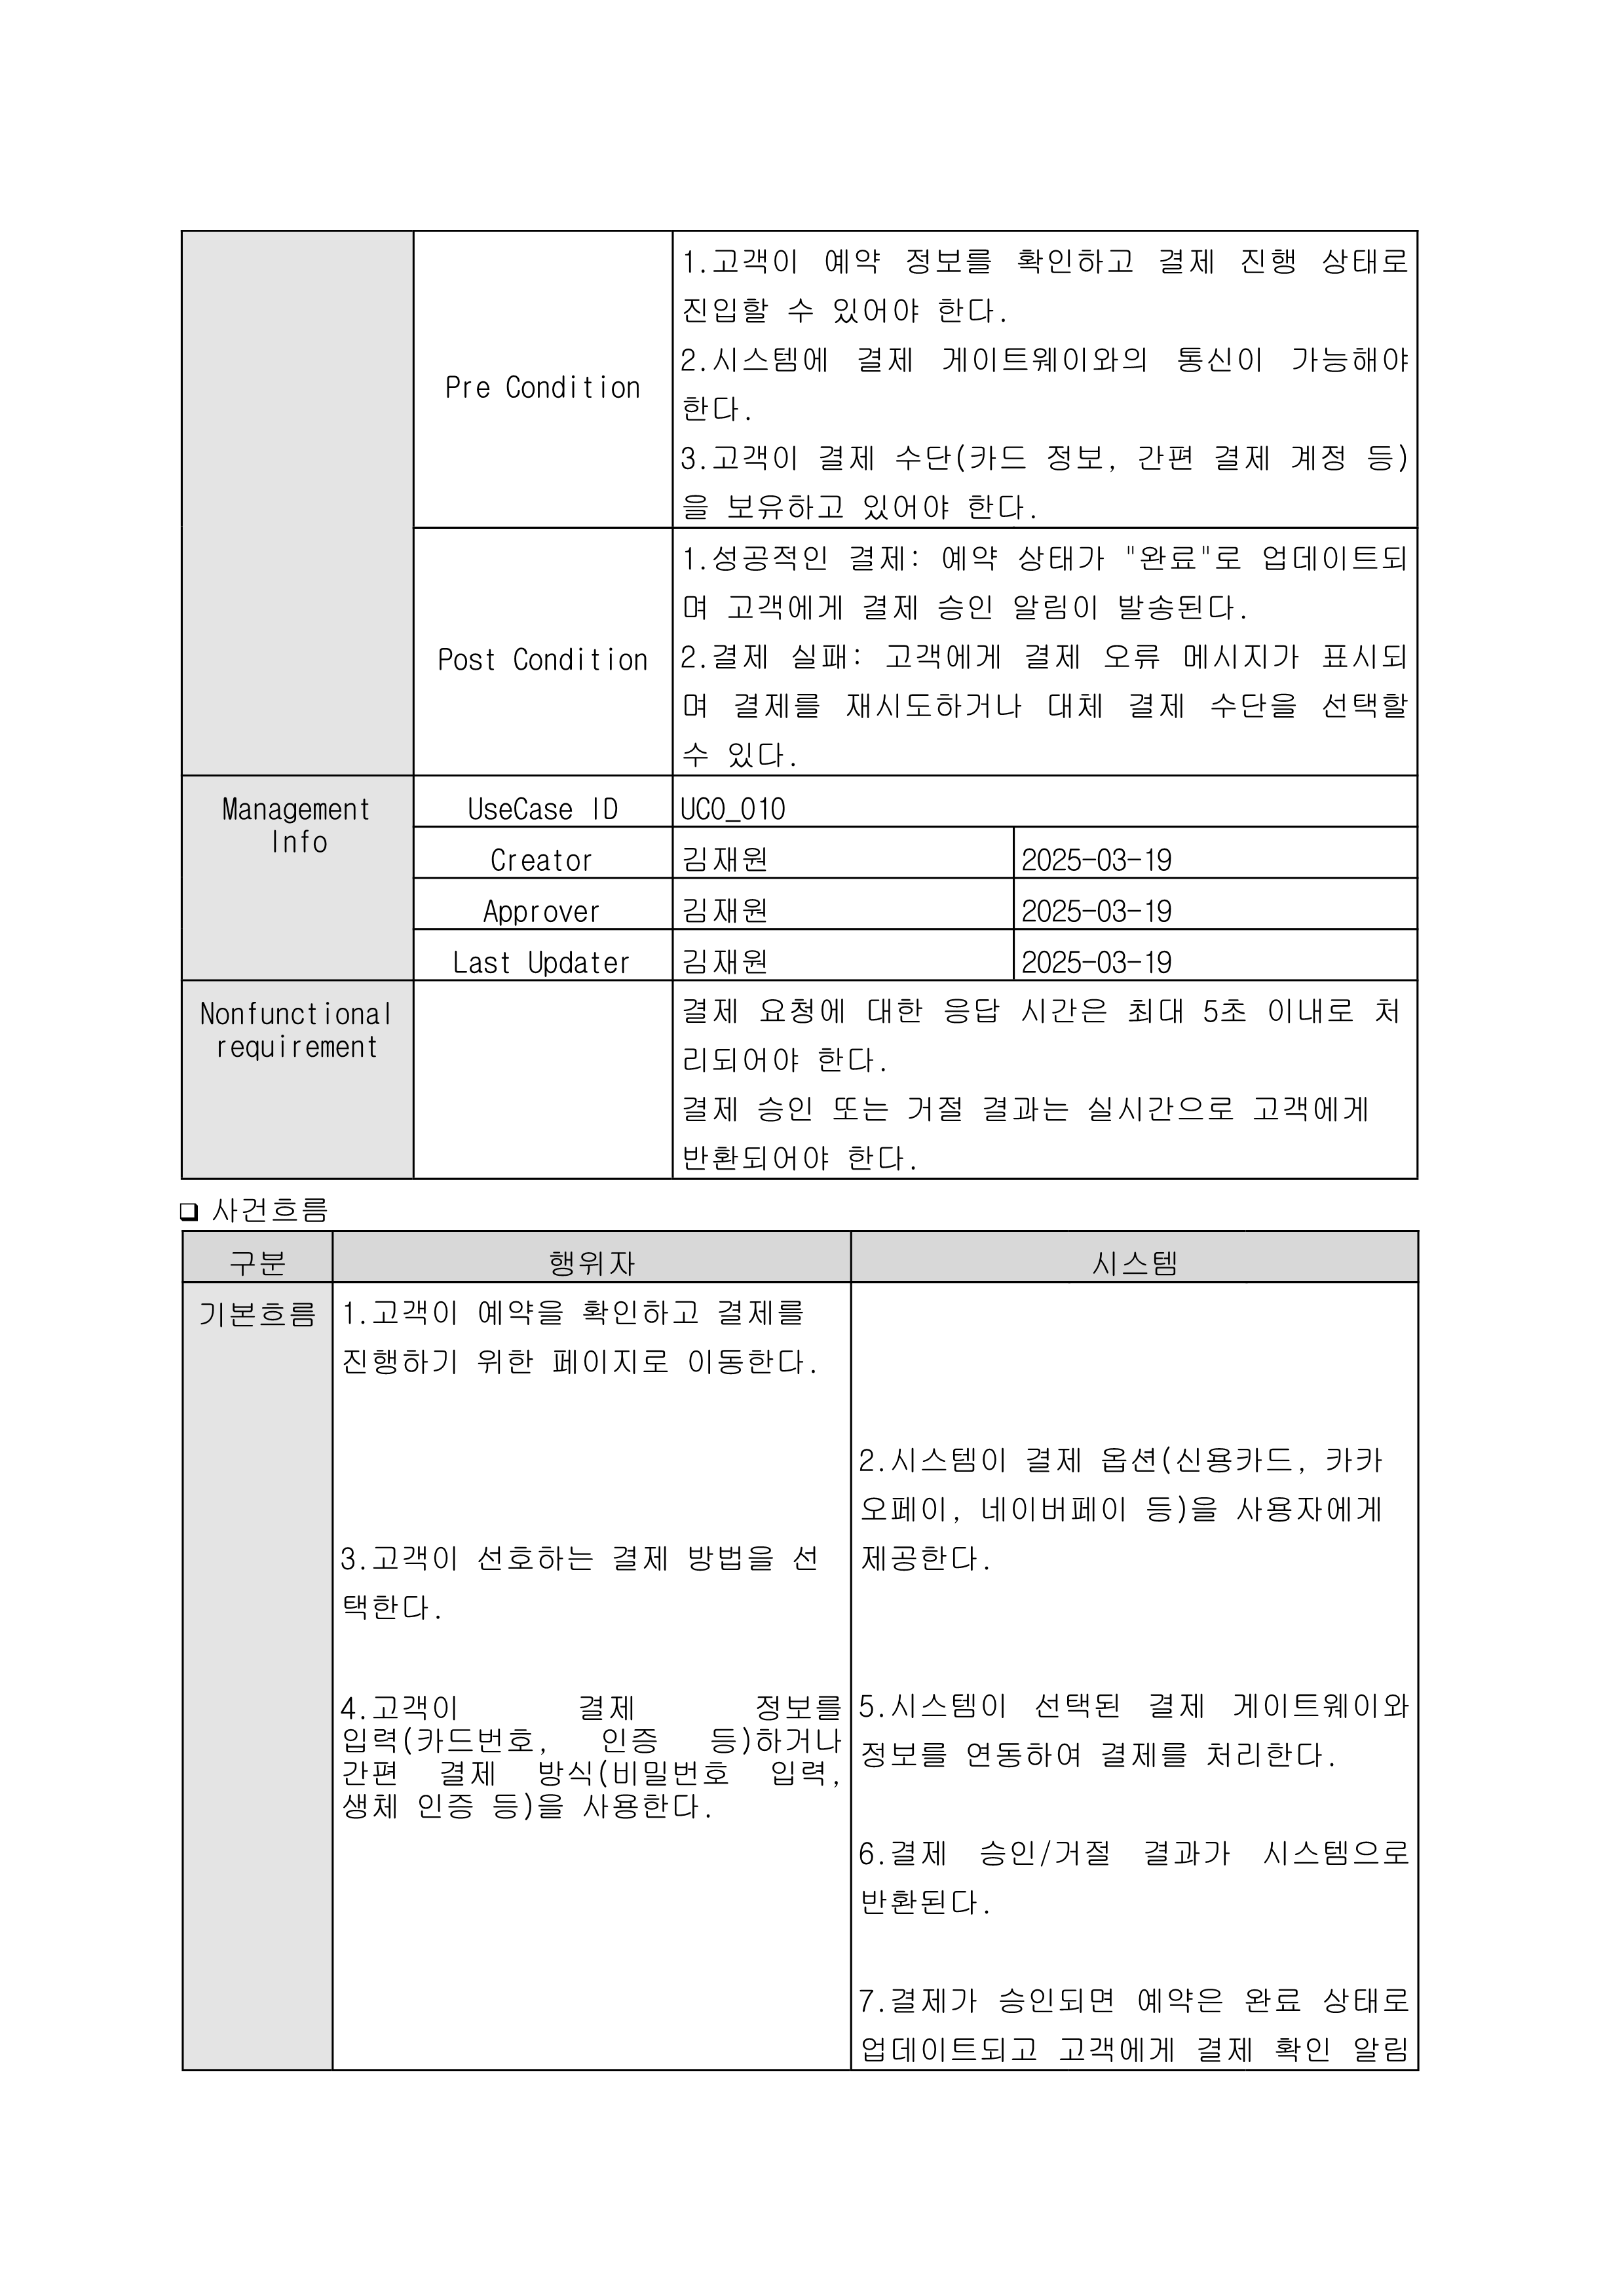 Pre Condition
1.고객이 예약 정보를 확인하고 결제 진행 상태로
진입할 수 있어야 한다.
2.시스템에 결제 게이트웨이와의 통신이 가능해야
한다.
3.고객이 결제 수단(카드 정보, 간편 결제 계정 등)
을 보유하고 있어야 한다.
Post Condition
1.성공적인 결제: 예약 상태가 "완료"로 업데이트되
며 고객에게 결제 승인 알림이 발송된다.
2.결제 실패: 고객에게 결제 오류 메시지가 표시되
며 결제를 재시도하거나 대체 결제 수단을 선택할
수 있다.
Management
Info
UseCase ID
UCO_010
Creator
김재원
2025-03-19
Approver
김재원
2025-03-19
Last Updater
김재원
2025-03-19
Nonfunctional
requirement
결제 요청에 대한 응답 시간은 최대 5초 이내로 처
리되어야 한다.
결제 승인 또는 거절 결과는 실시간으로 고객에게
반환되어야 한다.
❏ 사건흐름
구분
행위자
시스템
기본흐름
1.고객이 예약을 확인하고 결제를
진행하기 위한 페이지로 이동한다.
2.시스템이 결제 옵션(신용카드, 카카
오페이, 네이버페이 등)을 사용자에게
제공한다.
3.고객이 선호하는 결제 방법을 선
택한다.
4.고객이 결제 정보를
입력(카드번호, 인증 등)하거나
간편 결제 방식(비밀번호 입력,
생체 인증 등)을 사용한다.
5.시스템이 선택된 결제 게이트웨이와
정보를 연동하여 결제를 처리한다.
6.결제 승인/거절 결과가 시스템으로
반환된다.
7.결제가 승인되면 예약은 완료 상태로
업데이트되고 고객에게 결제 확인 알림